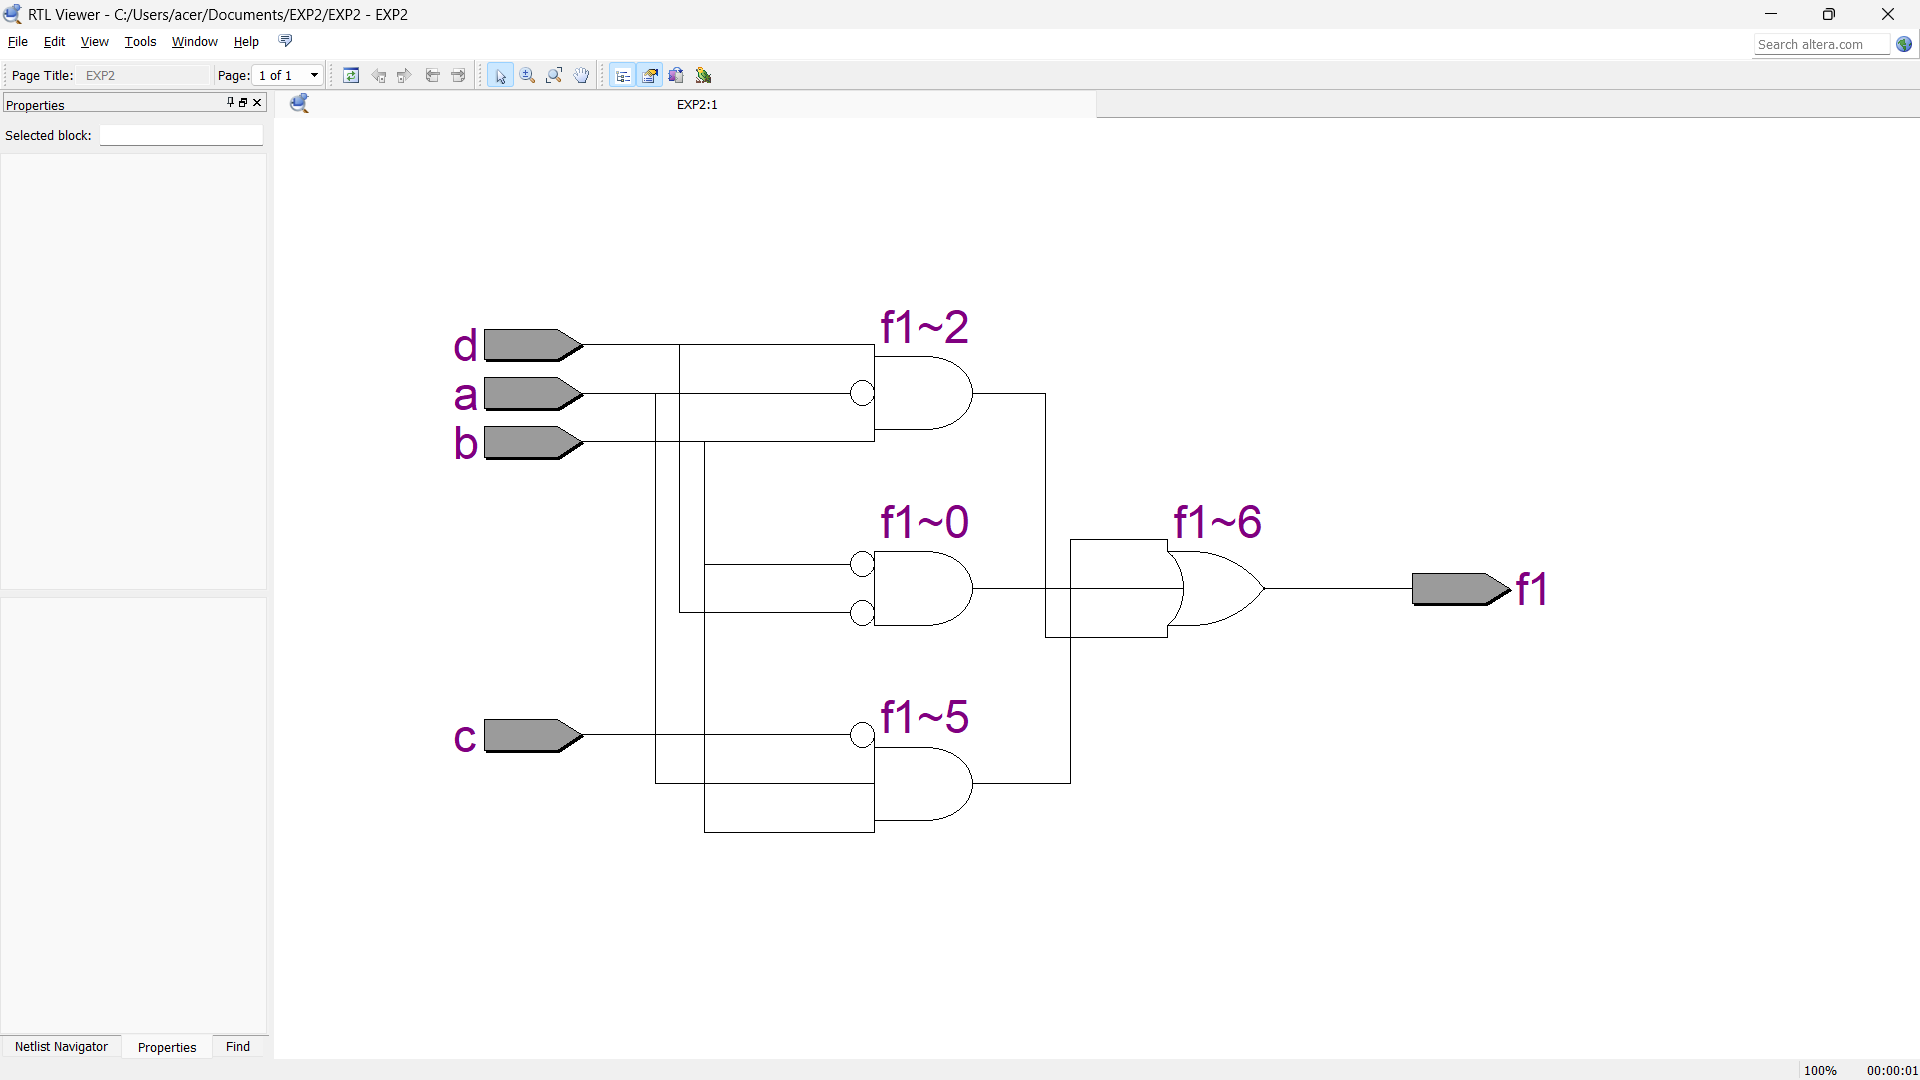 RTL Viewer - C:/Users/acer/Documents/EXP2/EXP2 - EXP2
File Edit View Tools Window Help
Search altera.com
Page Title: EXP2 Page: 1 of 1
Properties
EXP2:1
Selected block:
f1~2
d
a
b
f1~0
f1~6
f1
f1~5
c
Netlist Navigator Properties Find
100% 00:00:01